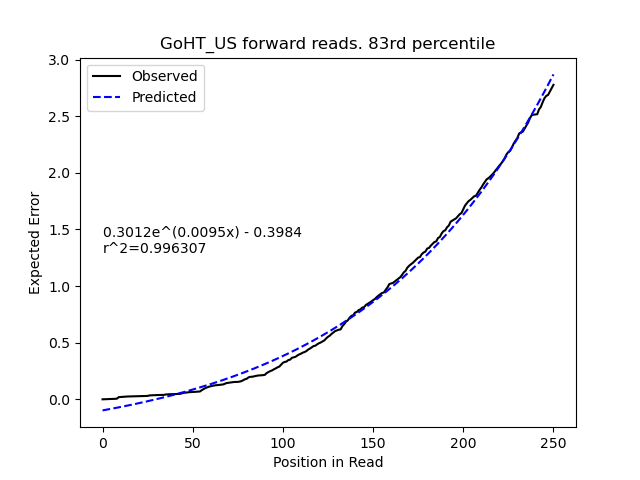 GoHT_US forward reads. 83rd percentile
Observed
Predicted
0.3012e^(0.0095x) - 0.3984
r^2=0.996307
Expected Error
3.0
2.5
2.0
1.5
1.0
0.5
0.0
0 50 100 150 200 250
Position in Read